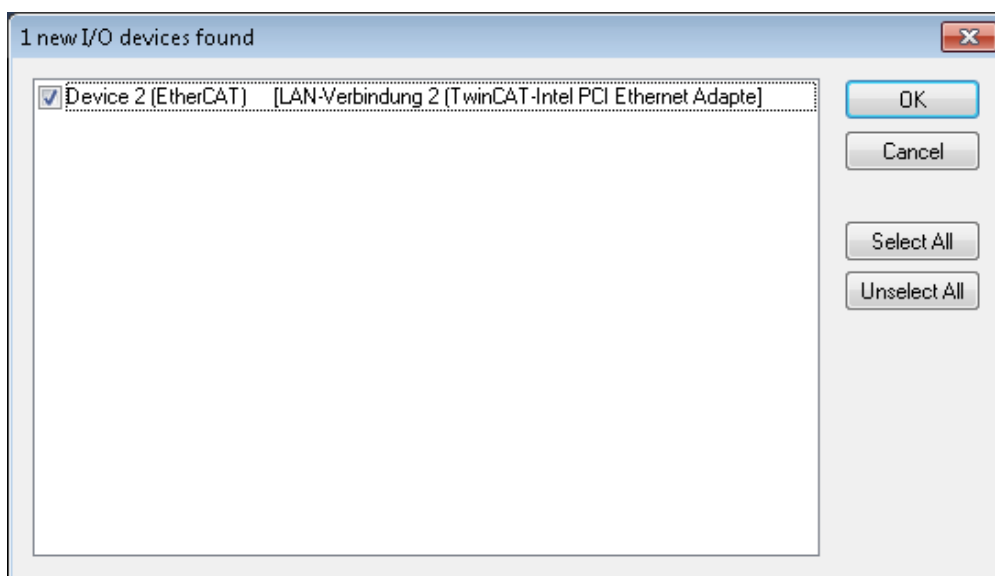 1 new I/O devices found
Device 2 (EtherCAT) [LAN-Verbindung 2 (TwinCAT-Intel PCI Ethernet Adapte]
OK
Cancel
Select All
Unselect All